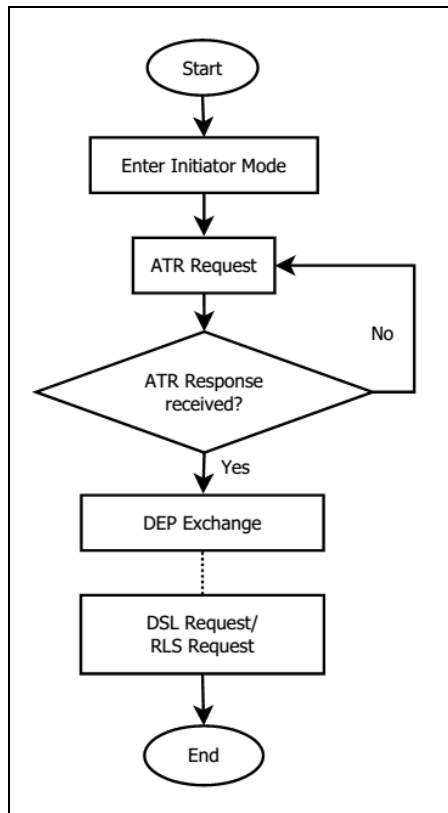 Start
Enter Initiator Mode
ATR Request
No
ATR Response
received?
Yes
DEP Exchange
DSL Request/
RLS Request
End